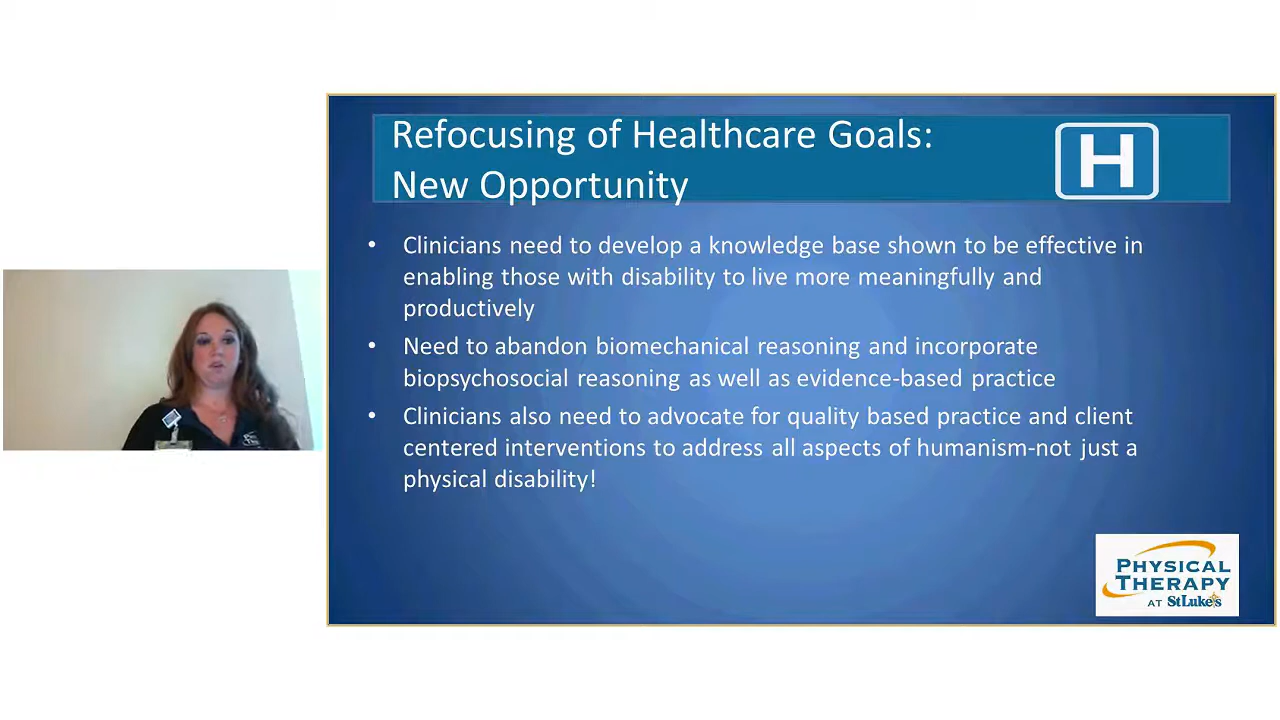 Refocusing of Healthcare Goals:
New Opportunity
H
• Clinicians need to develop a knowledge base shown to be effective in
enabling those with disability to live more meaningfully and
productively
• Need to abandon biomechanical reasoning and incorporate
biopsychosocial reasoning as well as evidence-based practice
• Clinicians also need to advocate for quality based practice and client
centered interventions to address all aspects of humanism-not just a
physical disability!
PHYSICAL
THERAPY
AT StLuke's